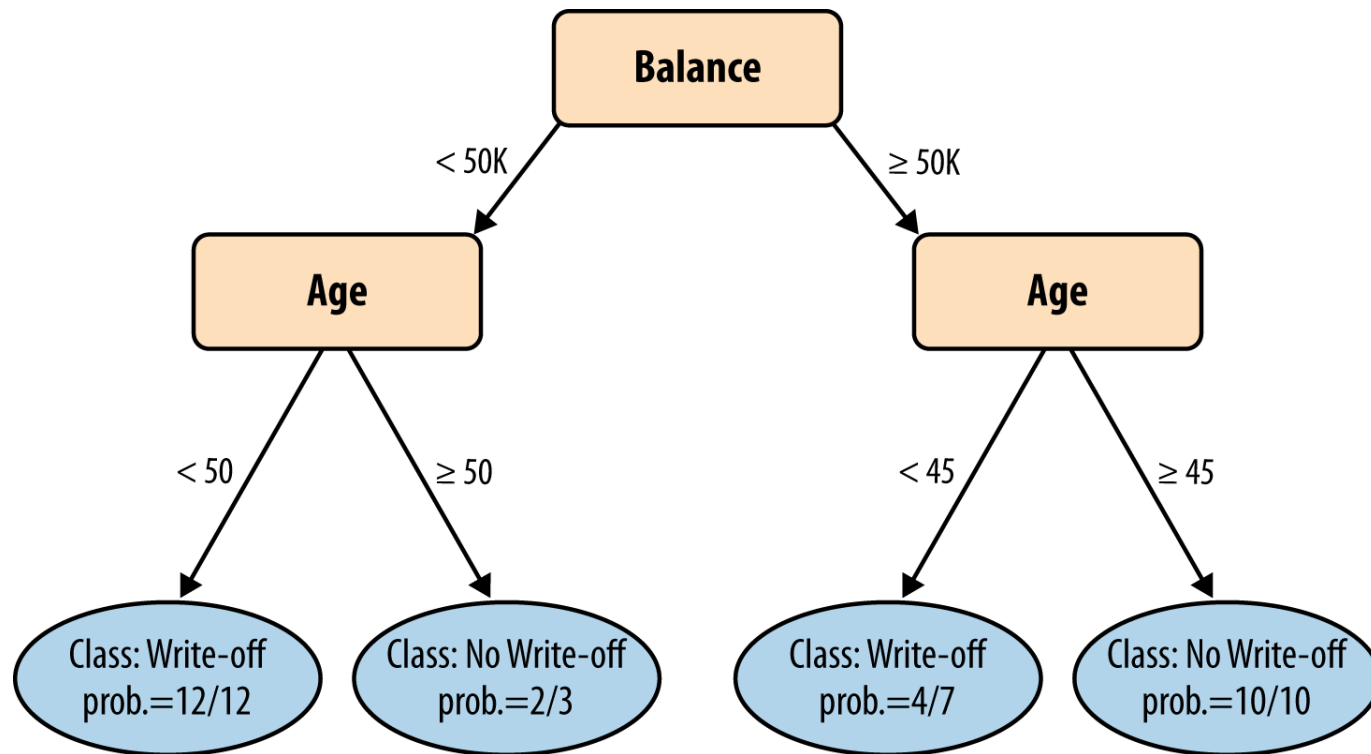 Balance
< 50K
≥ 50K
Age
Age
< 50
≥ 50
< 45
≥ 45
Class: Write-off
prob.=12/12
Class: No Write-off
prob.=2/3
Class: Write-off
prob.=4/7
Class: No Write-off
prob.=10/10